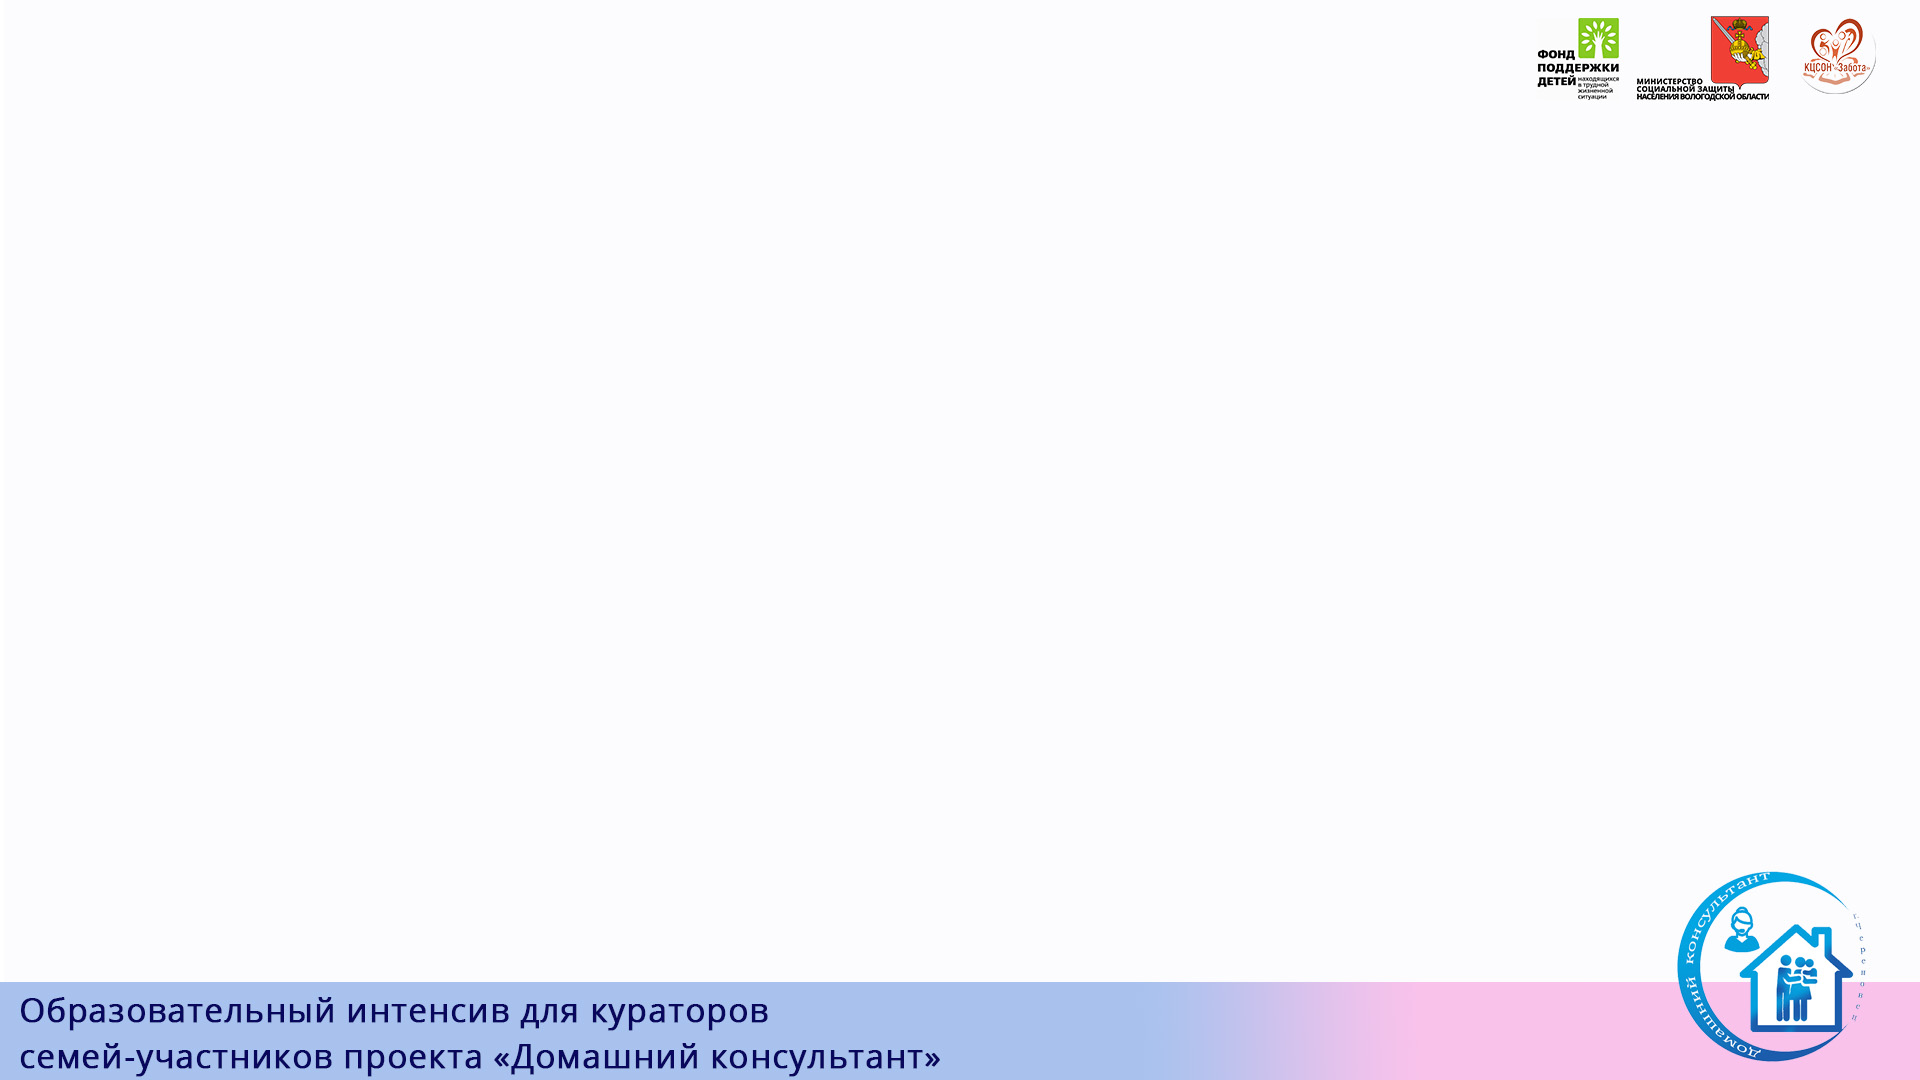 ФОНД
ПОДДЕРЖКИ
ДЕТЕЙ
находящихся
в трудной
жизненной
ситуации
МИНИСТЕРСТВО
СОЦИАЛЬНОЙ ЗАЩИТЫ
НАСЕЛЕНИЯ ВОЛОГОДСКОЙ ОБЛАСТИ
КЦСОН «Забота»
домашний консультант
г. Череповец
Образовательный интенсив для кураторов
семей-участников проекта «Домашний консультант»